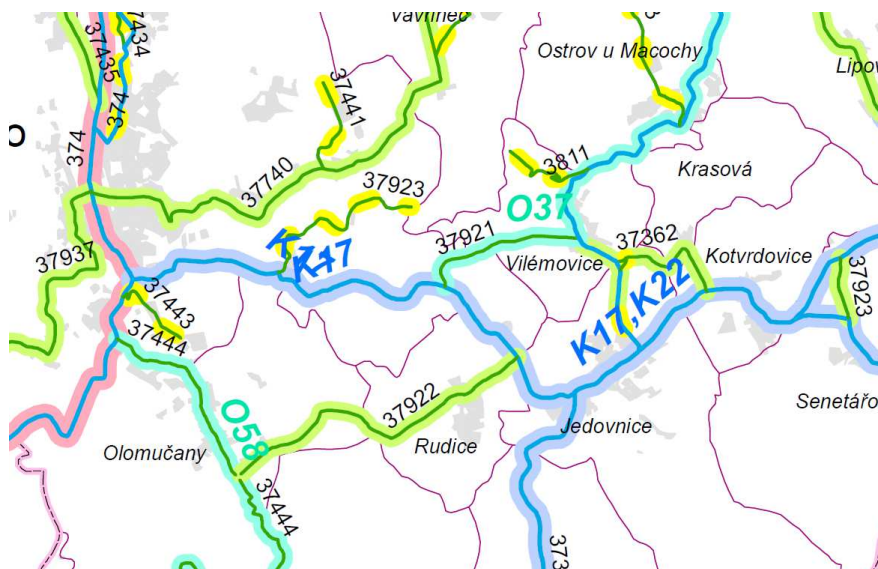 Vavřinec
37434
37435
374
374
37441
Ostrov u Macochy
Lipov
O
37740
37923
3811
Krasová
O37
37921
37362
Vilémovice
Kotvrdovice
37937
K17
K17,K22
37443
37444
37923
37922
O58
Olomučany
Rudice
Jedovnice
Senetářo
37444
373